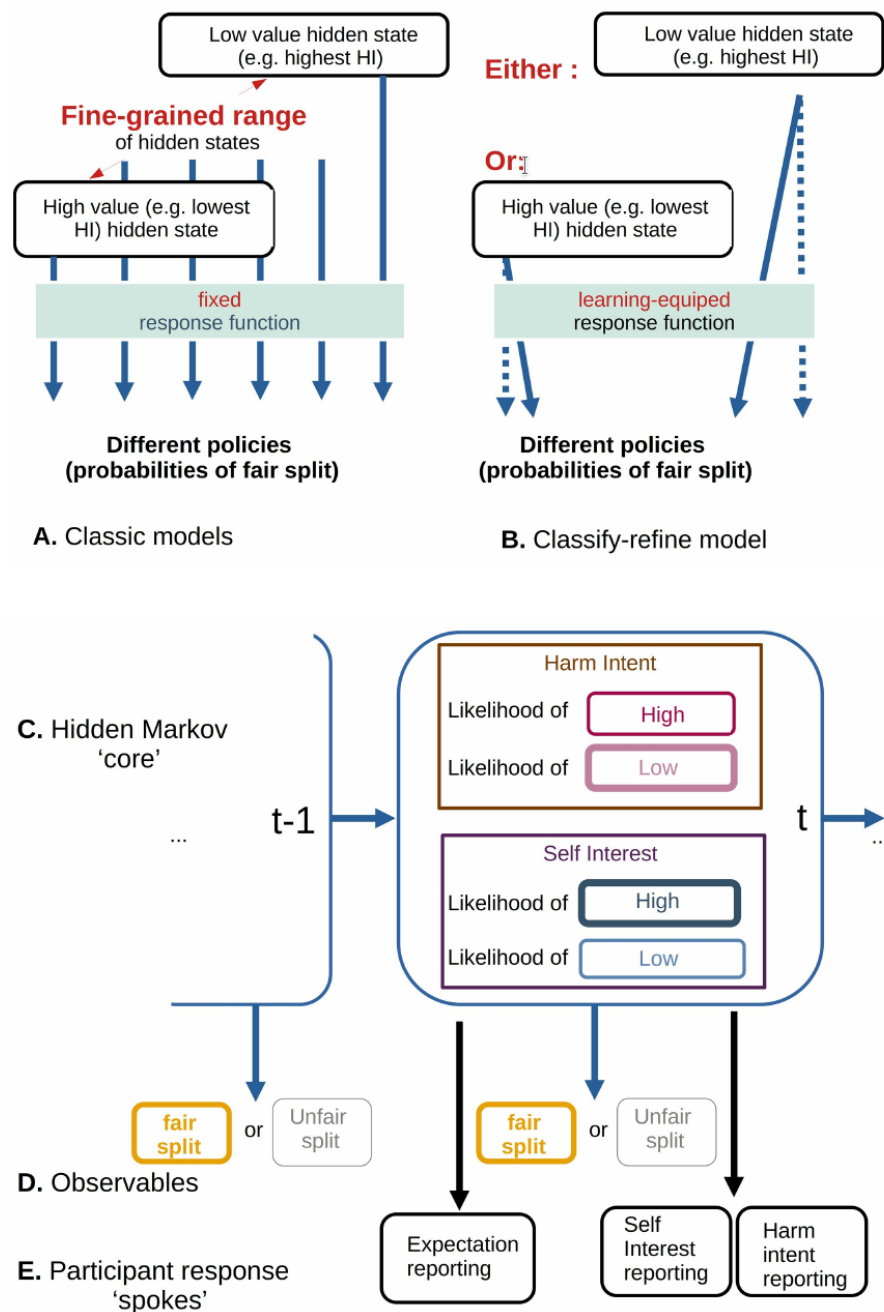 Low value hidden state
(e.g. highest HI)
Fine-grained range
of hidden states
High value (e.g. lowest
HI) hidden state
fixed
response function
Different policies
(probabilities of fair split)
A. Classic models
Either :
Low value hidden state
(e.g. highest HI)
Or:
High value (e.g. lowest
HI) hidden state
learning-equiped
response function
Different policies
(probabilities of fair split)
B. Classify-refine model
C. Hidden Markov
‘core’
...
t-1
Harm Intent
Likelihood of High
Likelihood of Low
Self Interest
Likelihood of High
Likelihood of Low
t
..
fair
split
or
Unfair
split
fair
split
or
Unfair
split
D. Observables
Expectation
reporting
Self
Interest
reporting
Harm
intent
reporting
E. Participant response
‘spokes’